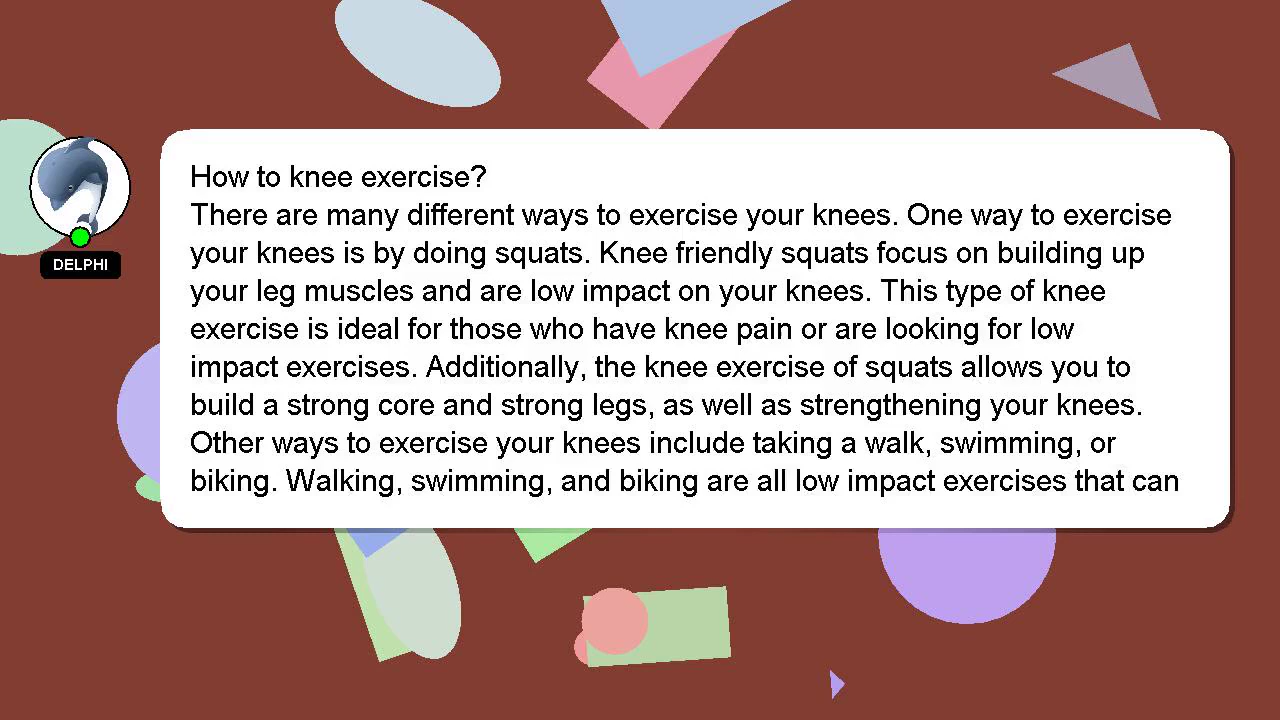 DELPHI
How to knee exercise?
There are many different ways to exercise your knees. One way to exercise
your knees is by doing squats. Knee friendly squats focus on building up
your leg muscles and are low impact on your knees. This type of knee
exercise is ideal for those who have knee pain or are looking for low
impact exercises. Additionally, the knee exercise of squats allows you to
build a strong core and strong legs, as well as strengthening your knees.
Other ways to exercise your knees include taking a walk, swimming, or
biking. Walking, swimming, and biking are all low impact exercises that can